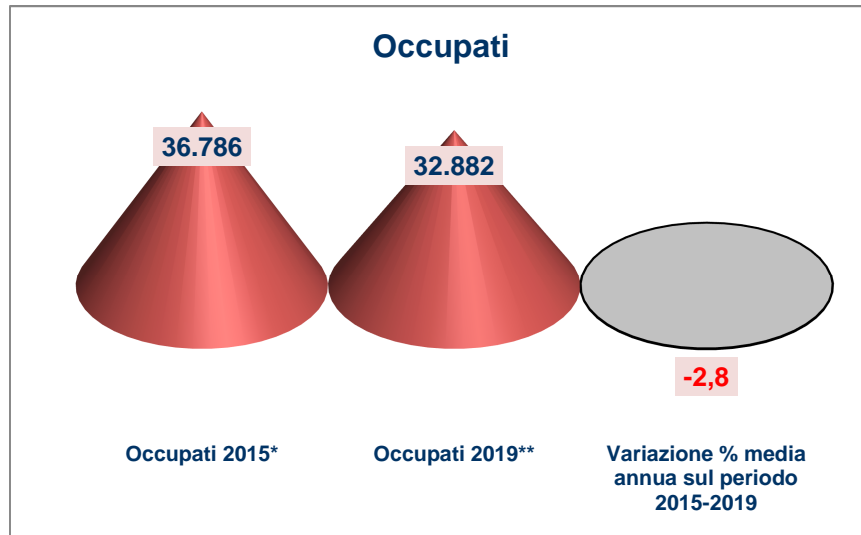 Occupati
36.786
32.882
-2,8
Occupati 2015*
Occupati 2019**
Variazione % media
annua sul periodo
2015-2019